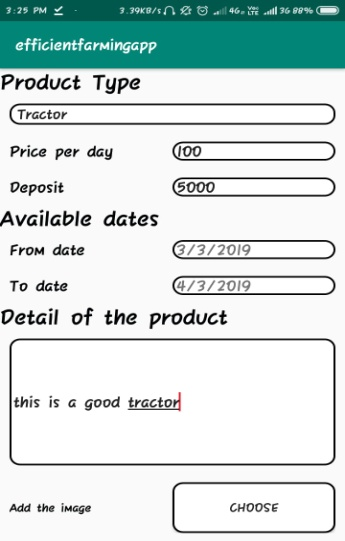 3:25 PM 3.39KB/s 4G VoLTE 36.88%
efficientfarmingapp
Product Type
Tractor
Price per day 100
Deposit 5000
Available dates
From date 3/3/2019
To date 4/3/2019
Detail of the product
this is a good tractor
Add the image CHOOSE